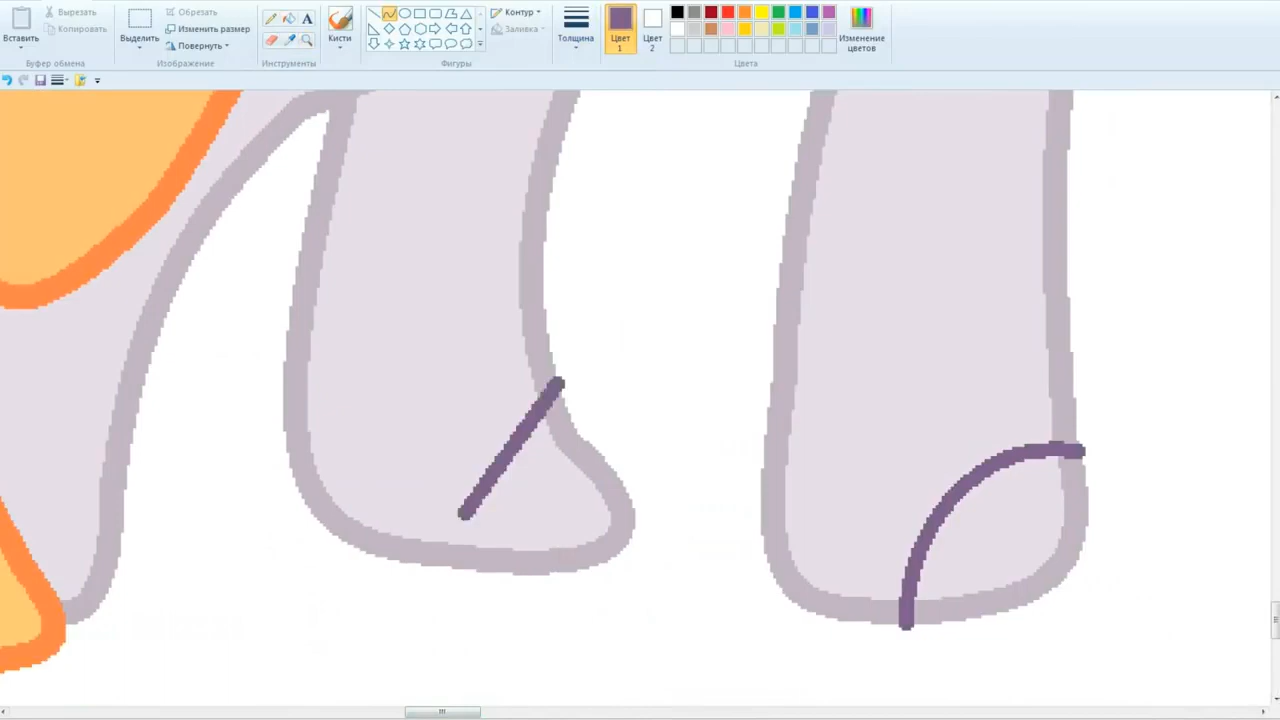 Вставить
Вырезать
Копировать
Буфер обмена
Выделить
Обрезать
Изменить размер
Повернуть
Изображение
A
Инструменты
Кисти
Контур
Заливка
Фигуры
Толщина
Цвет
1
Цвет
2
Цвета
Изменение
цветов